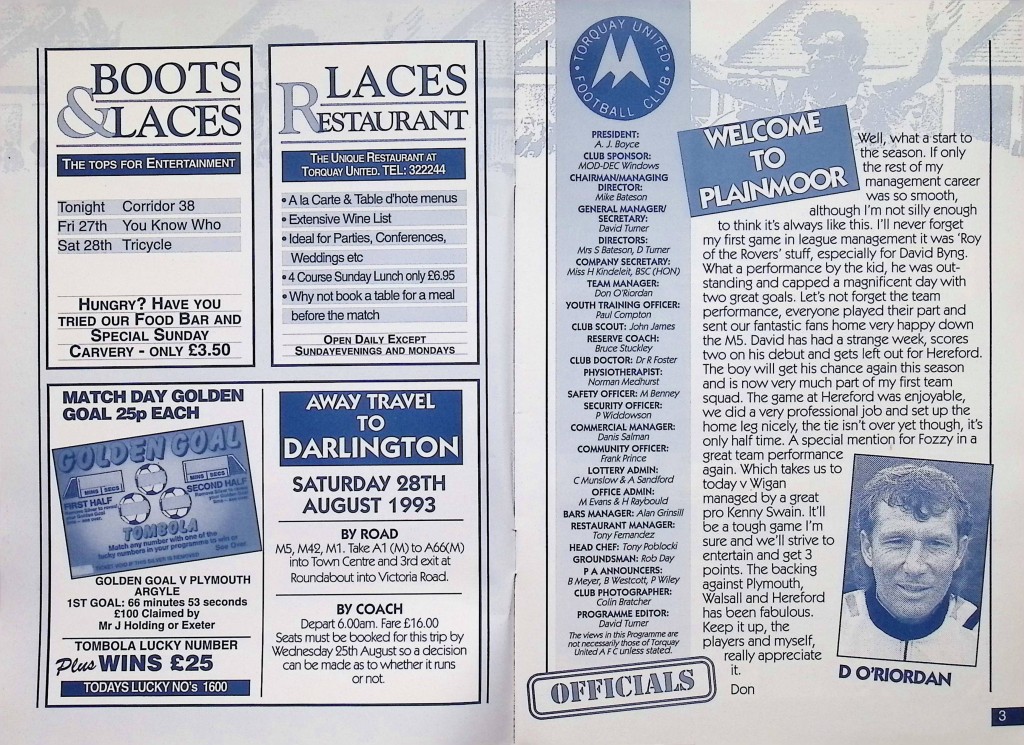 BOOTS
& LACES
THE TOPS FOR ENTERTAINMENT
Tonight Corridor 38
Fri 27th You Know Who
Sat 28th Tricycle
HUNGRY? HAVE YOU
TRIED OUR FOOD BAR AND
SPECIAL SUNDAY
CARVERY - ONLY £3.50
LACES
RESTAURANT
THE UNIQUE RESTAURANT AT
TORQUAY UNITED. TEL: 322244
• A la Carte & Table d'hote menus
• Extensive Wine List
• Ideal for Parties, Conferences,
Weddings etc
• 4 Course Sunday Lunch only £6.95
• Why not book a table for a meal
before the match
OPEN DAILY EXCEPT
SUNDAYEVENINGS AND MONDAYS
MATCH DAY GOLDEN
GOAL 25p EACH
GOLDEN GOAL
MINS SECS
MINS SECS
FIRST HALF
SECOND HALF
TOMBOLA
Match any number with one of the
lucky numbers in your programme to win
See Over
GOLDEN GOAL V PLYMOUTH
ARGYLE
1ST GOAL: 66 minutes 53 seconds
£100 Claimed by
Mr J Holding or Exeter
TOMBOLA LUCKY NUMBER
Plus WINS £25
TODAYS LUCKY NO's 1600
AWAY TRAVEL
TO
DARLINGTON
SATURDAY 28TH
AUGUST 1993
BY ROAD
M5, M42, M1. Take A1 (M) to A66(M)
into Town Centre and 3rd exit at
Roundabout into Victoria Road.
BY COACH
Depart 6.00am. Fare £16.00
Seats must be booked for this trip by
Wednesday 25th August so a decision
can be made as to whether it runs
or not.
TORQUAY UNITED
FOOTBALL CLUB
PRESIDENT:
A. J. Boyce
CLUB SPONSOR:
MOD-DEC Windows
CHAIRMAN/MANAGING
DIRECTOR:
Mike Bateson
GENERAL MANAGER/
SECRETARY:
David Turner
DIRECTORS:
Mrs S Bateson, D Turner
COMPANY SECRETARY:
Miss H Kindeleit, BSC (HON)
TEAM MANAGER:
Don O'Riordan
YOUTH TRAINING OFFICER:
Paul Compton
CLUB SCOUT: John James
RESERVE COACH:
Bruce Stuckley
CLUB DOCTOR: Dr R Foster
PHYSIOTHERAPIST:
Norman Medhurst
SAFETY OFFICER: M Benney
SECURITY OFFICER:
P Widdowson
COMMERCIAL MANAGER:
Danis Salman
COMMUNITY OFFICER:
Frank Prince
LOTTERY ADMIN:
C Munslow & A Sandford
OFFICE ADMIN:
M Evans & H Raybould
BARS MANAGER: Alan Grinsill
RESTAURANT MANAGER:
Tony Fernandez
HEAD CHEF: Tony Poblocki
GROUNDSMAN: Rob Day
P A ANNOUNCERS:
B Meyer, B Westcott, P Wiley
CLUB PHOTOGRAPHER:
Colin Bratcher
PROGRAMME EDITOR:
David Turner
The views in this Programme are
not necessarily those of Torquay
United A F C unless stated.
OFFICIALS
WELCOME
TO
PLAINMOOR
Well, what a start to
the season. If only
the rest of my
management career
was so smooth,
although I'm not silly enough
to think it's always like this. I'll never forget
my first game in league management it was 'Roy
of the Rovers' stuff, especially for David Byng.
What a performance by the kid, he was out-
standing and capped a magnificent day with
two great goals. Let's not forget the team
performance, everyone played their part and
sent our fantastic fans home very happy down
the M5. David has had a strange week, scores
two on his debut and gets left out for Hereford.
The boy will get his chance again this season
and is now very much part of my first team
squad. The game at Hereford was enjoyable,
we did a very professional job and set up the
home leg nicely, the tie isn't over yet though, it's
only half time. A special mention for Fozzy in a
great team performance
again. Which takes us to
today v Wigan
managed by a great
pro Kenny Swain. It'll
be a tough game I'm
sure and we'll strive to
entertain and get 3
points. The backing
against Plymouth,
Walsall and Hereford
has been fabulous.
Keep it up, the
players and myself,
really appreciate
it.
Don
D O'RIORDAN
3